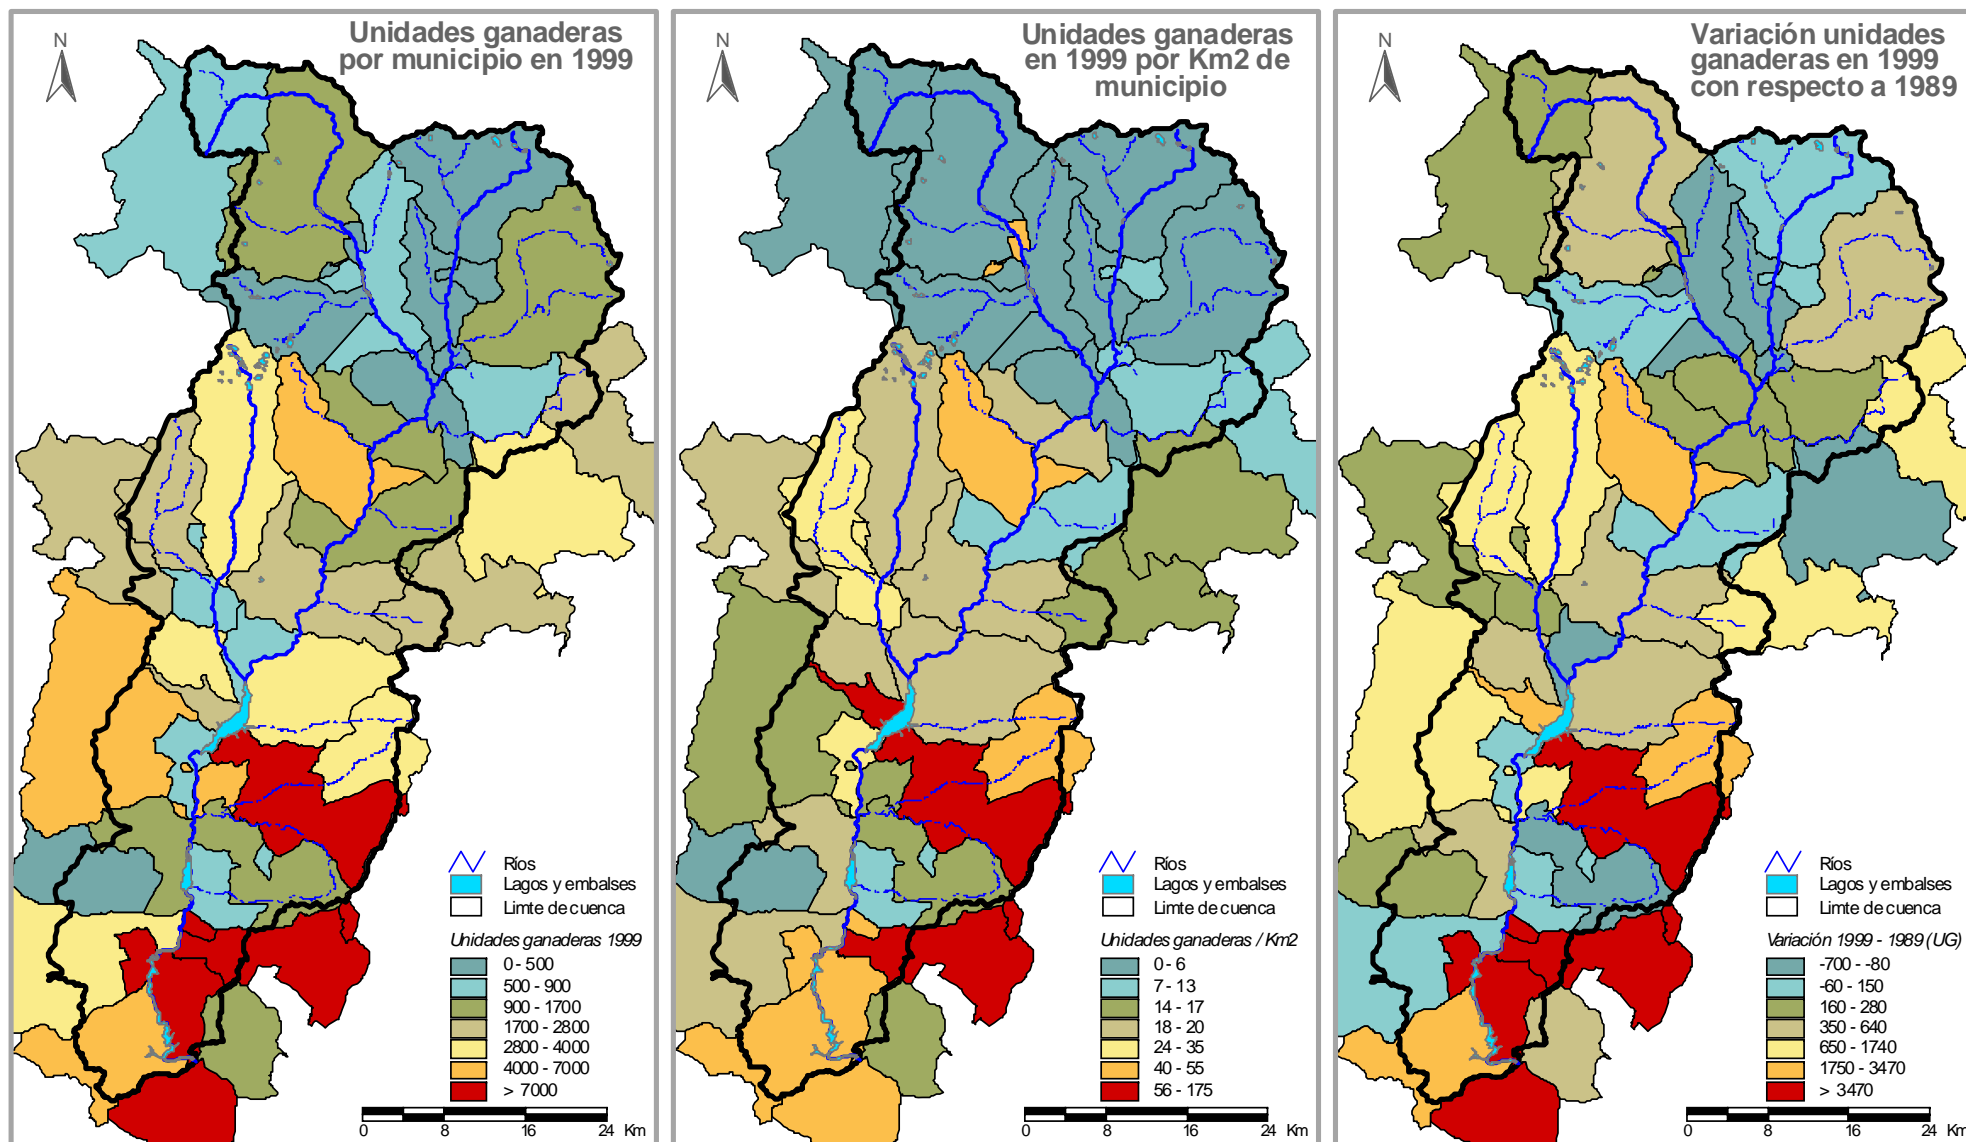 Unidades ganaderas
por municipio en 1999
N
Ríos
Lagos y embalses
Limte de cuenca
Unidades ganaderas 1999
0 - 500
500 - 900
900 - 1700
1700 - 2800
2800 - 4000
4000 - 7000
> 7000
0 8 16 24 Km
Unidades ganaderas
en 1999 por Km2 de
municipio
N
Ríos
Lagos y embalses
Limte de cuenca
Unidades ganaderas / Km2
0 - 6
7 - 13
14 - 17
18 - 20
24 - 35
40 - 55
56 - 175
0 8 16 24 Km
Variación unidades
ganaderas en 1999
con respecto a 1989
N
Ríos
Lagos y embalses
Limte de cuenca
Variación 1999 - 1989 (UG)
-700 - -80
-60 - 150
160 - 280
350 - 640
650 - 1740
1750 - 3470
> 3470
0 8 16 24 Km